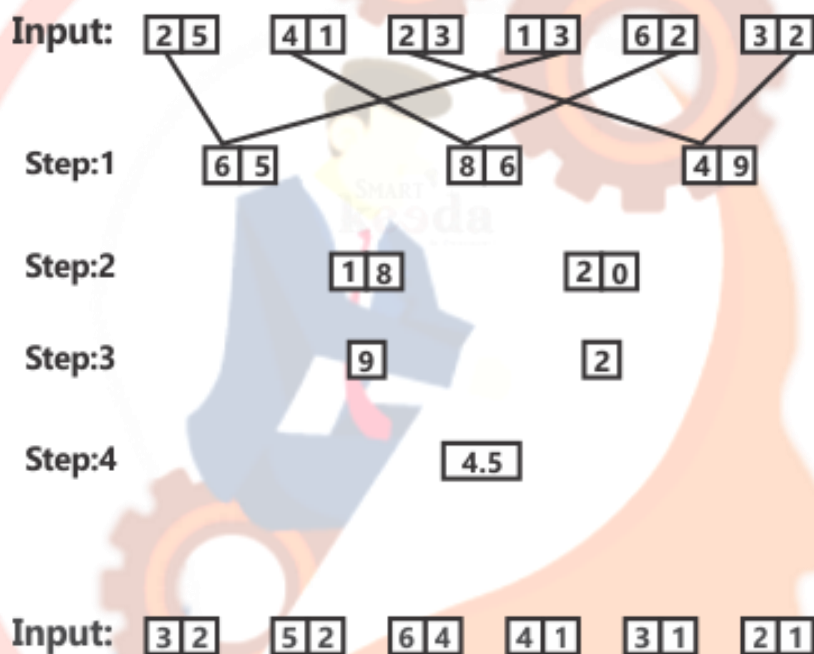 Input: 2 5 4 1 2 3 1 3 6 2 3 2
Step:1 6 5 8 6 4 9
SMART
keeda
Step:2 1 8 2 0
Step:3 9 2
Step:4 4.5
Input: 3 2 5 2 6 4 4 1 3 1 2 1